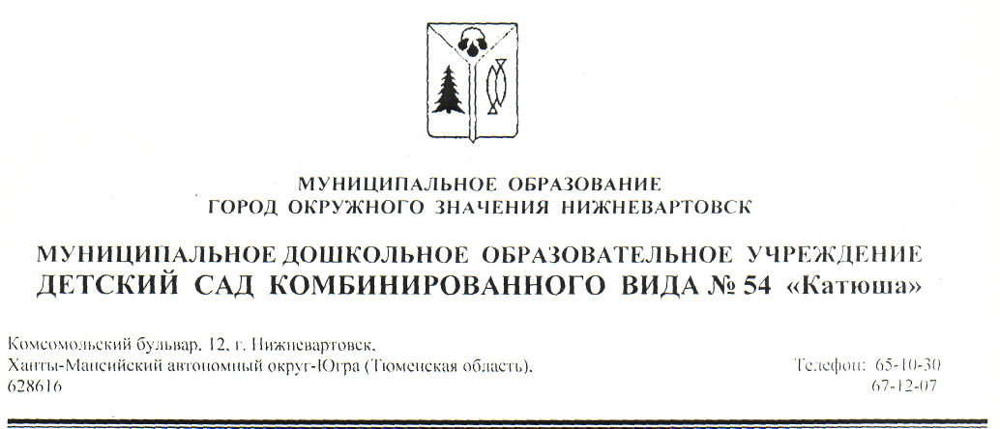 МУНИЦИПАЛЬНОЕ ОБРАЗОВАНИЕ
ГОРОД ОКРУЖНОГО ЗНАЧЕНИЯ НИЖНЕВАРТОВСК
МУНИЦИПАЛЬНОЕ ДОШКОЛЬНОЕ ОБРАЗОВАТЕЛЬНОЕ УЧРЕЖДЕНИЕ
ДЕТСКИЙ САД КОМБИНИРОВАННОГО ВИДА № 54 «Катюша»
Комсомольский бульвар, 12, г. Нижневартовск,
Ханты-Мансийский автономный округ-Югра (Тюменская область), Телефон: 65-10-30
628616 67-12-07